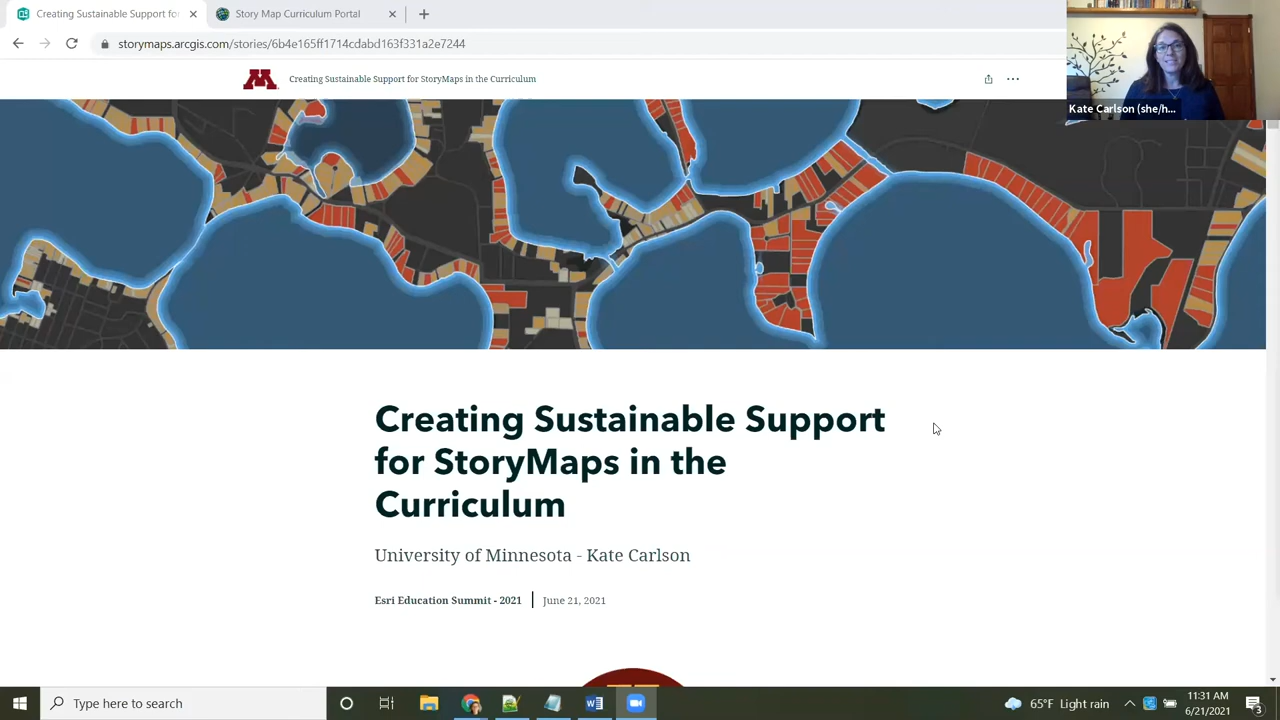 Creating Sustainable Support for
Story Map Curriculum Portal
storymaps.arcgis.com/stories/6b4e165ff1714cdabd163f331a2e7244
M
Creating Sustainable Support for StoryMaps in the Curriculum
Kate Carlson (she/h...
Creating Sustainable Support
for StoryMaps in the
Curriculum
University of Minnesota - Kate Carlson
Esri Education Summit - 2021
June 21, 2021
Type here to search
65°F Light rain
11:31 AM
6/21/2021
3